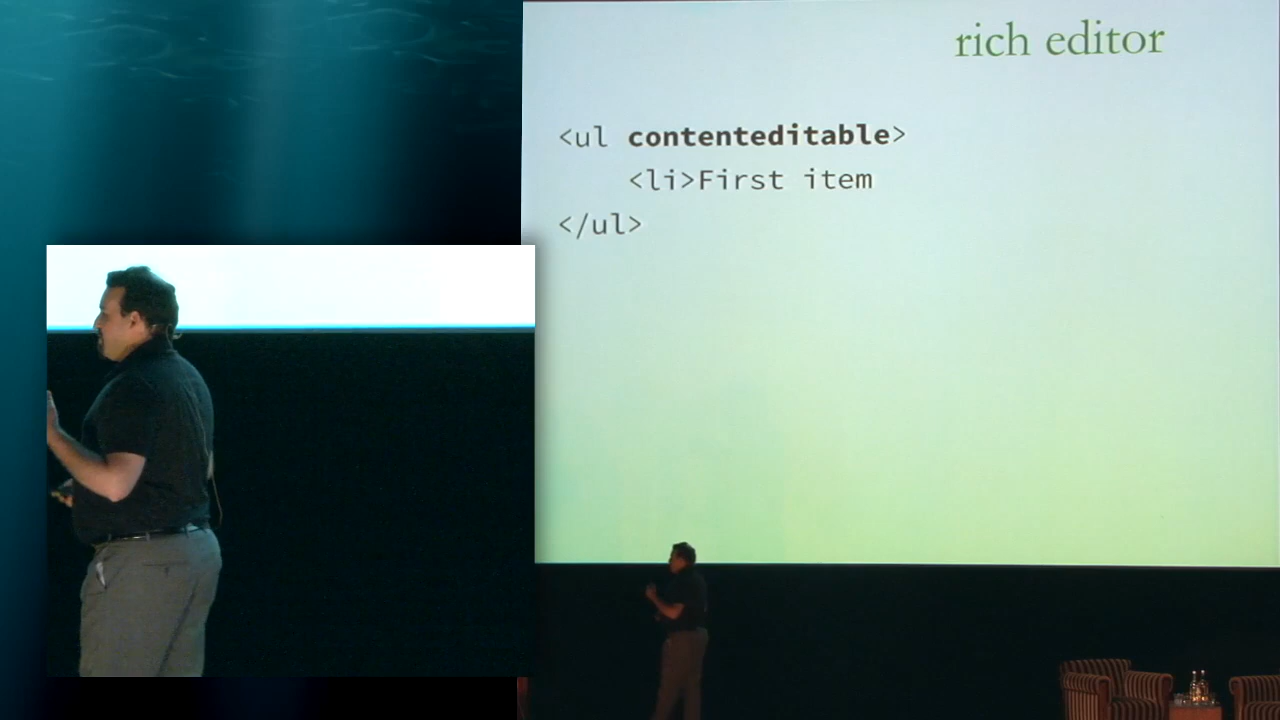 rich editor
<ul contenteditable>
<li>First item
</ul>